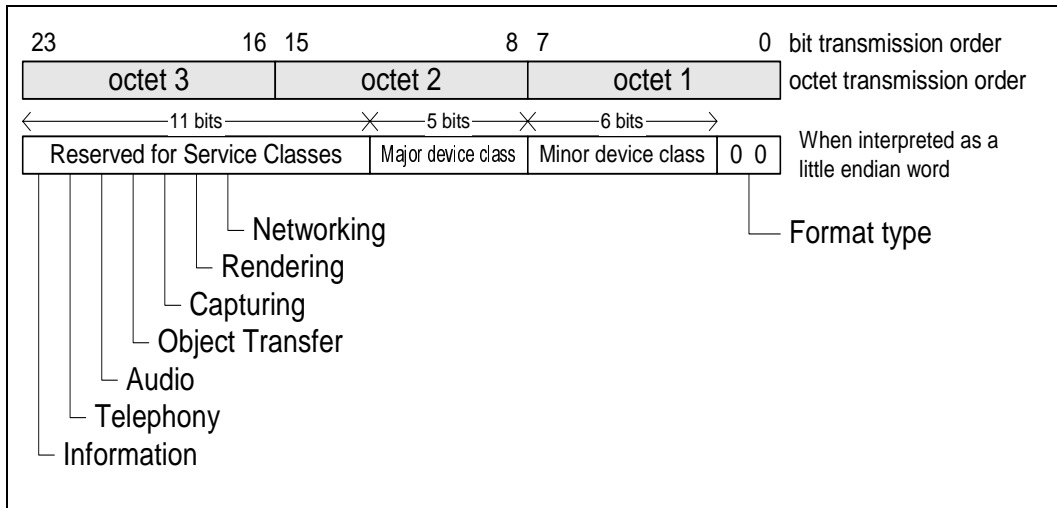 23 16 15 8 7 0 bit transmission order
octet 3 octet 2 octet 1 octet transmission order
11 bits 5 bits 6 bits
Reserved for Service Classes Major device class Minor device class 0 0 When interpreted as a
little endian word
Networking Format type
Rendering
Capturing
Object Transfer
Audio
Telephony
Information